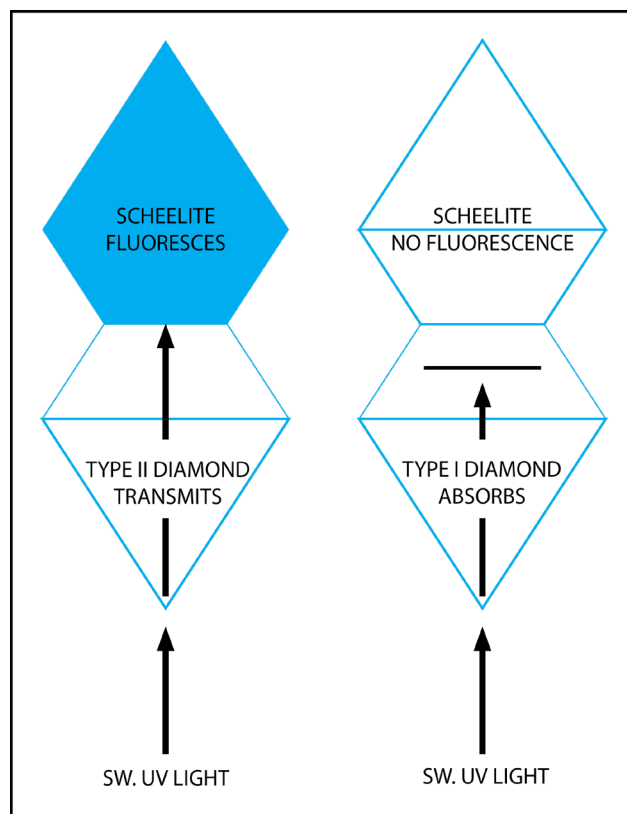 SCHEELITE
FLUORESCES
TYPE II DIAMOND
TRANSMITS
SW. UV LIGHT
SCHEELITE
NO FLUORESCENCE
TYPE I DIAMOND
ABSORBS
SW. UV LIGHT